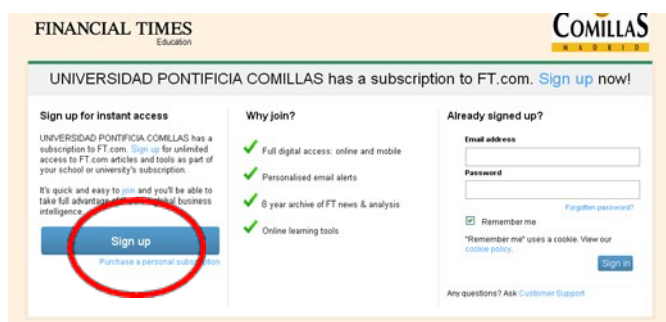 FINANCIAL TIMES
Education
COMILLAS
MADRID
UNIVERSIDAD PONTIFICIA COMILLAS has a subscription to FT.com. Sign up now!
Sign up for instant access
UNIVERSIDAD PONTIFICIA COMILLAS has a
subscription to FT.com. Sign up for unlimited
access to FT.com articles and tools as part of
your school or university's subscription.
It's quick and easy to join and you'll be able to
take full advantage of the global business
intelligence.
Sign up
Purchase a personal subscription
Why join?
Full digital access: online and mobile
Personalised email alerts
8 year archive of FT news & analysis
Online learning tools
Already signed up?
Email address
Password
Forgotten password?
Remember me
"Remember me" uses a cookie. View our
cookie policy.
Sign in
Any questions? Ask Customer Support